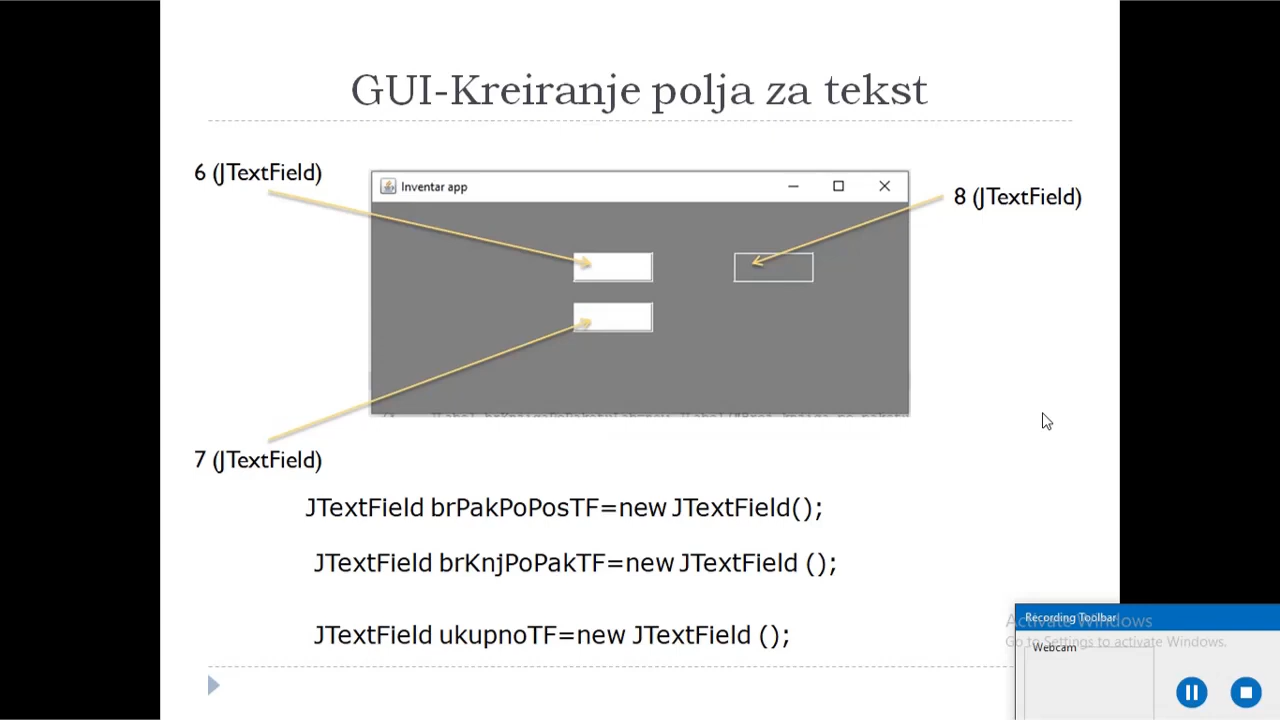 GUI-Kreiranje polja za tekst
6 (JTextField)
Inventar app
8 (JTextField)
7 (JTextField)
JTextField brPakPoPosTF=new JTextField();
JTextField brKnjPoPakTF=new JTextField ();
JTextField ukupnoTF=new JTextField ();
Recording Toolbar
Activate Windows
Go to Settings to activate Windows.
Webcam